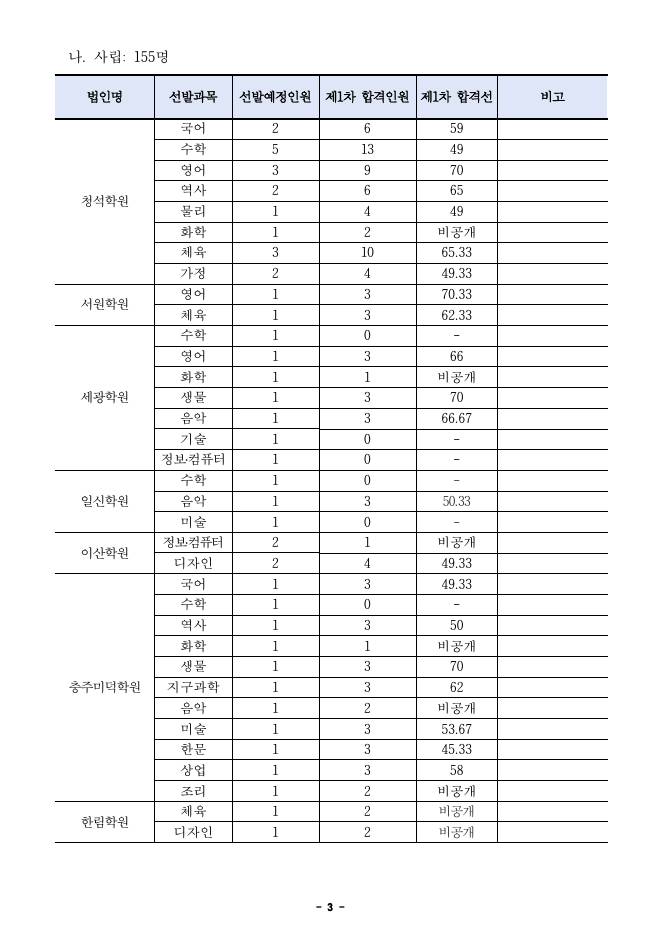 나. 사립: 155명
법인명 선발과목 선발예정인원 제1차 합격인원 제1차 합격선 비고
청석학원 국어 2 6 59
수학 5 13 49
영어 3 9 70
역사 2 6 65
물리 1 4 49
화학 1 2 비공개
체육 3 10 65.33
가정 2 4 49.33
서원학원 영어 1 3 70.33
체육 1 3 62.33
세광학원 수학 1 0 -
영어 1 3 66
화학 1 1 비공개
생물 1 3 70
음악 1 3 66.67
기술 1 0 -
정보·컴퓨터 1 0 -
일신학원 수학 1 0 -
음악 1 3 50.33
미술 1 0 -
이산학원 정보·컴퓨터 2 1 비공개
디자인 2 4 49.33
충주미덕학원 국어 1 3 49.33
수학 1 0 -
역사 1 3 50
화학 1 1 비공개
생물 1 3 70
지구과학 1 3 62
음악 1 2 비공개
미술 1 3 53.67
한문 1 3 45.33
상업 1 3 58
조리 1 2 비공개
한림학원 체육 1 2 비공개
디자인 1 2 비공개
- 3 -